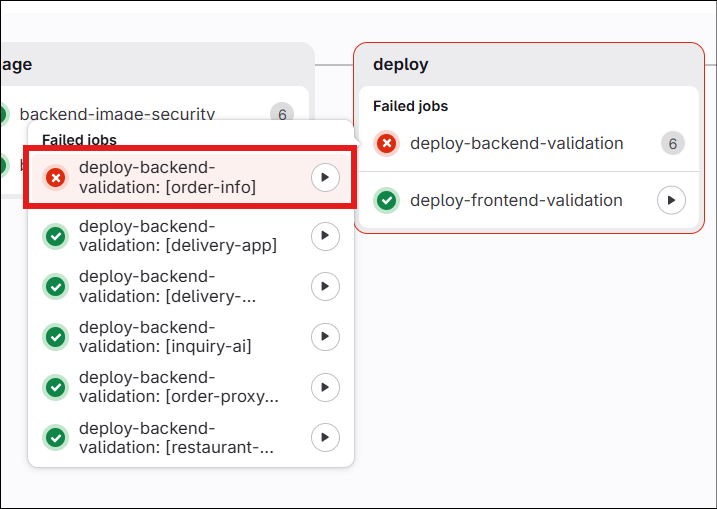 age
backend-image-security
6
Failed jobs
deploy-backend-
validation: [order-info]
deploy-backend-
validation: [delivery-app]
deploy-backend-
validation: [delivery-...
deploy-backend-
validation: [inquiry-ai]
deploy-backend-
validation: [order-proxy...
deploy-backend-
validation: [restaurant-...
deploy
Failed jobs
deploy-backend-validation
6
deploy-frontend-validation